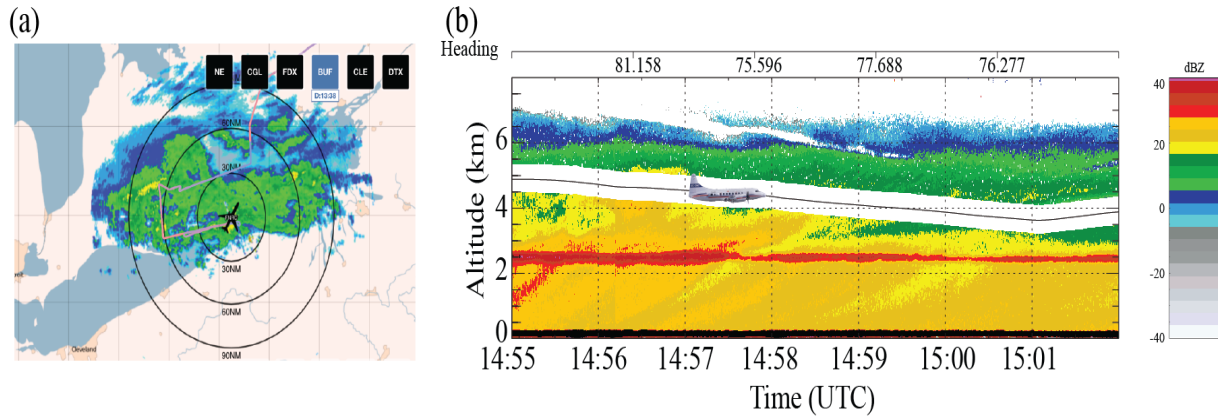 (a)
NE CGL FDX BUF CLE DTX
D:13:38
60NM
30NM
30NM
60NM
90NM
Cleveland
(b)
Heading
81.158 75.596 77.688 76.277
Altitude (km)
6
4
2
0
14:55 14:56 14:57 14:58 14:59 15:00 15:01
Time (UTC)
dBZ
40
20
0
-20
-40